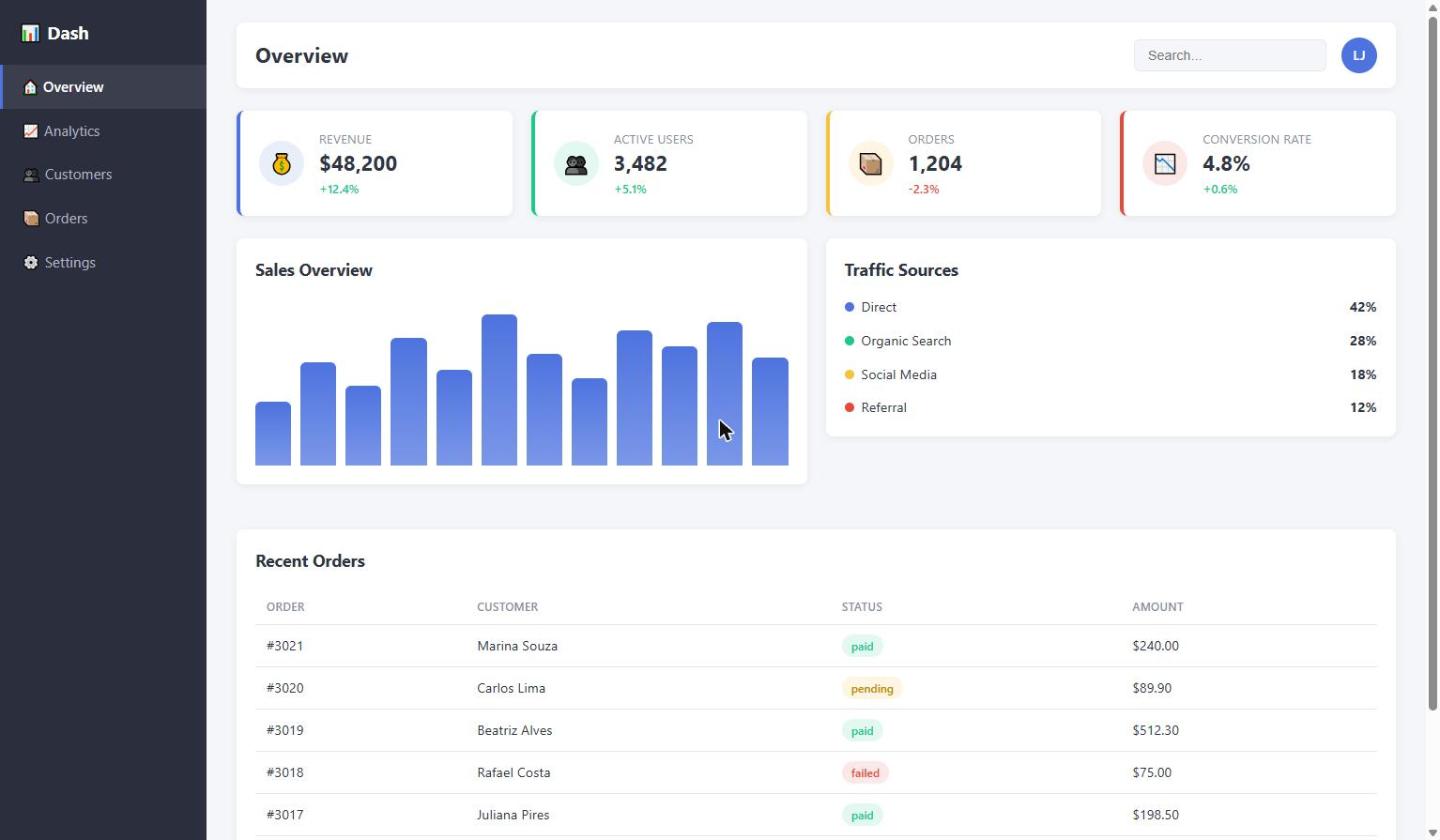 Dash
Overview
Analytics
Customers
Orders
Settings
Overview
Search...
LJ
REVENUE
$48,200
+12.4%
ACTIVE USERS
3,482
+5.1%
ORDERS
1,204
-2.3%
CONVERSION RATE
4.8%
+0.6%
Sales Overview
Traffic Sources
Direct 42%
Organic Search 28%
Social Media 18%
Referral 12%
Recent Orders
ORDER CUSTOMER STATUS AMOUNT
#3021 Marina Souza paid $240.00
#3020 Carlos Lima pending $89.90
#3019 Beatriz Alves paid $512.30
#3018 Rafael Costa failed $75.00
#3017 Juliana Pires paid $198.50